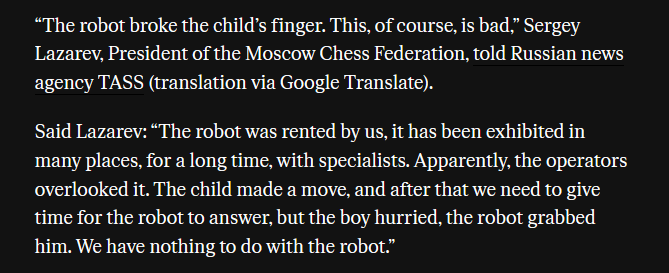 “The robot broke the child’s finger. This, of course, is bad,” Sergey
Lazarev, President of the Moscow Chess Federation, told Russian news
agency TASS (translation via Google Translate).
Said Lazarev: “The robot was rented by us, it has been exhibited in
many places, for a long time, with specialists. Apparently, the operators
overlooked it. The child made a move, and after that we need to give
time for the robot to answer, but the boy hurried, the robot grabbed
him. We have nothing to do with the robot.”